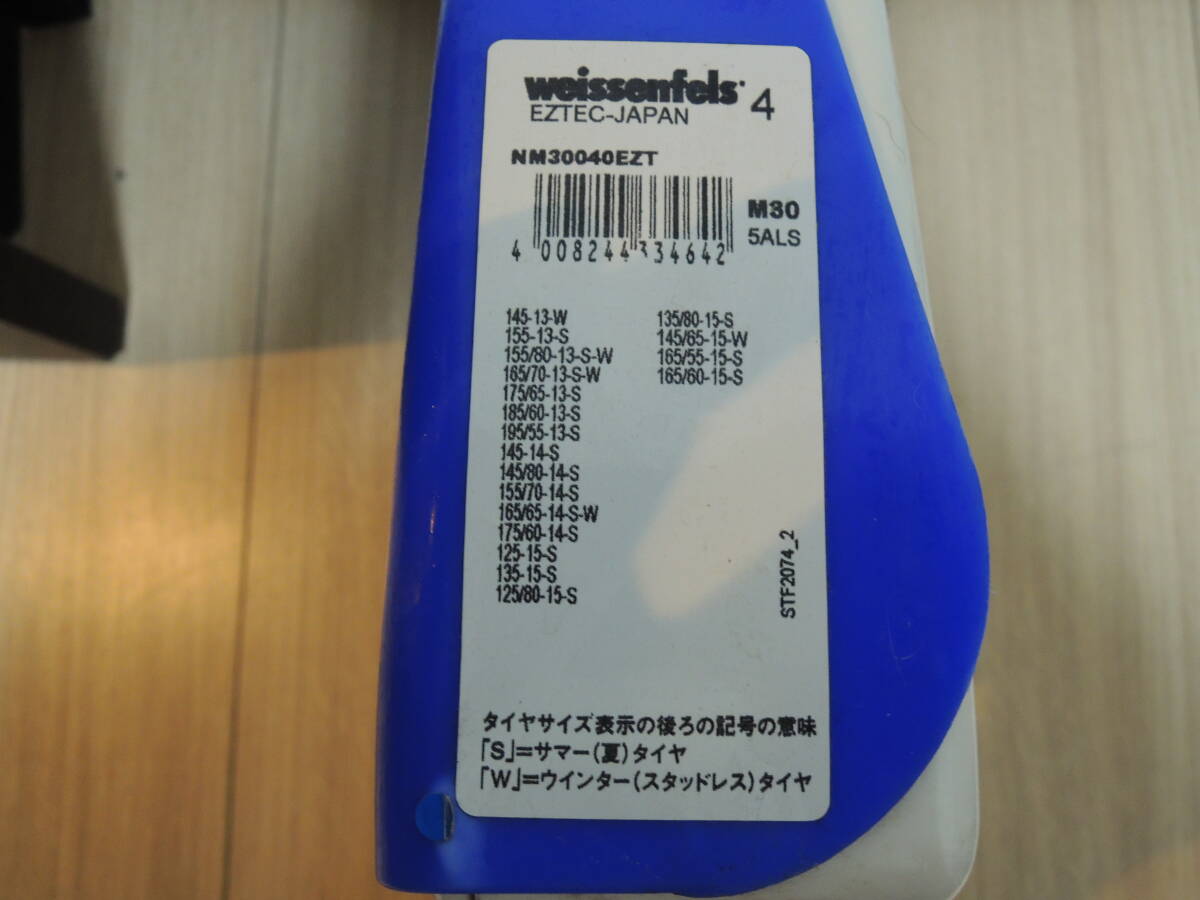 weissenfels 4
EZTEC-JAPAN
NM30040EZT
M30
5ALS
4 008244 334642
145-13-W
155-13-S
155/80-13-S-W
165/70-13-S-W
175/65-13-S
185/60-13-S
195/55-13-S
145-14-S
145/80-14-S
155/70-14-S
165/65-14-S-W
175/60-14-S
125-15-S
135-15-S
125/80-15-S
135/80-15-S
145/65-15-W
165/55-15-S
165/60-15-S
STF2074_2
タイヤサイズ表示の後ろの記号の意味
「S」=サマー(夏)タイヤ
「W」=ウインター(スタッドレス)タイヤ